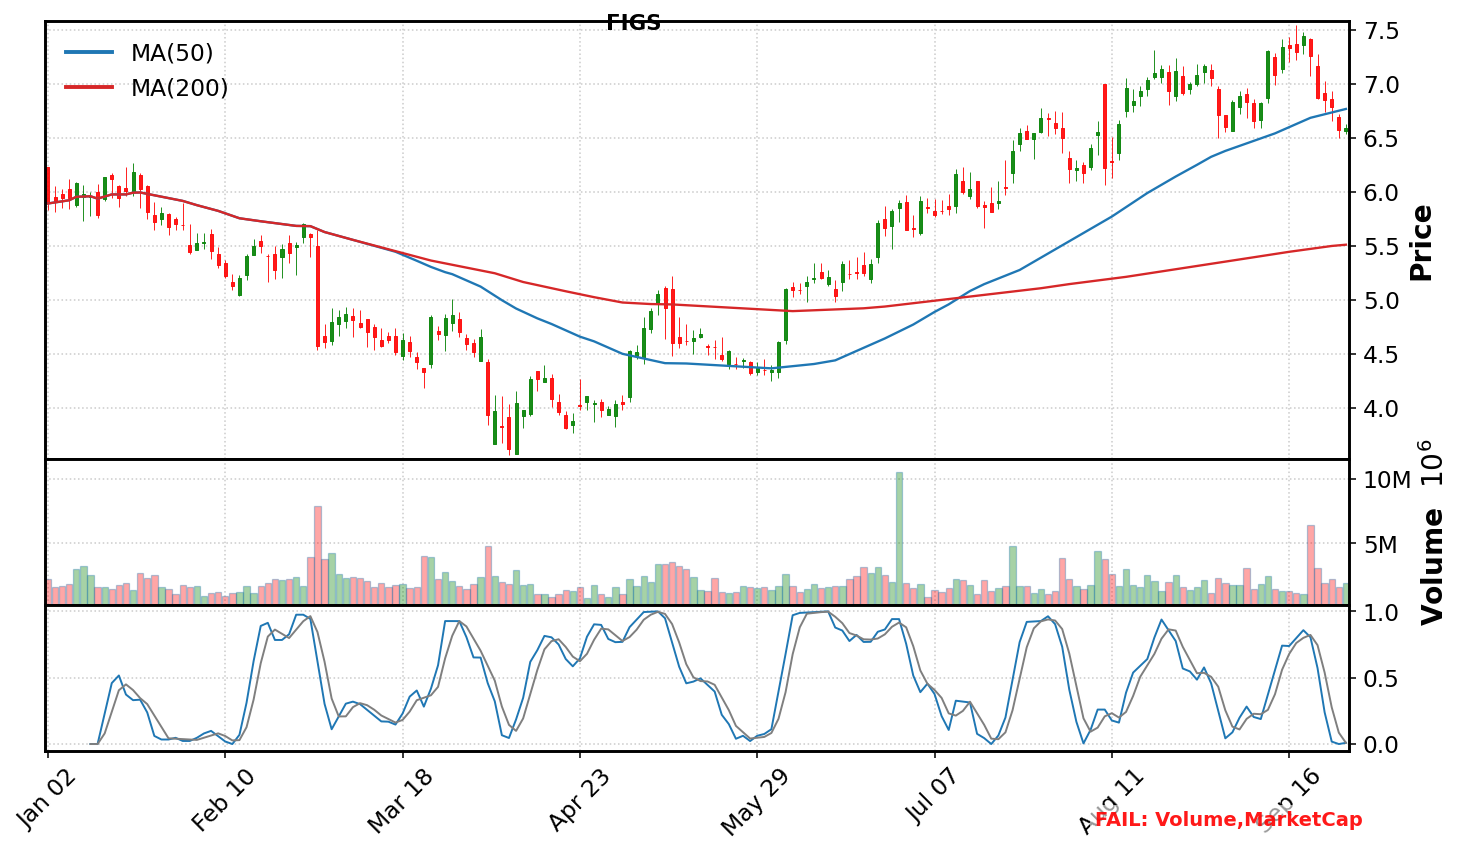 FIGS
MA(50)
MA(200)
7.5
7.0
6.5
6.0
5.5
5.0
4.5
4.0
Price
10M
5M
Volume 10^6
1.0
0.5
0.0
Jan 02
Feb 10
Mar 18
Apr 23
May 29
Jul 07
Aug 11
Sep 16
FAIL: Volume,MarketCap